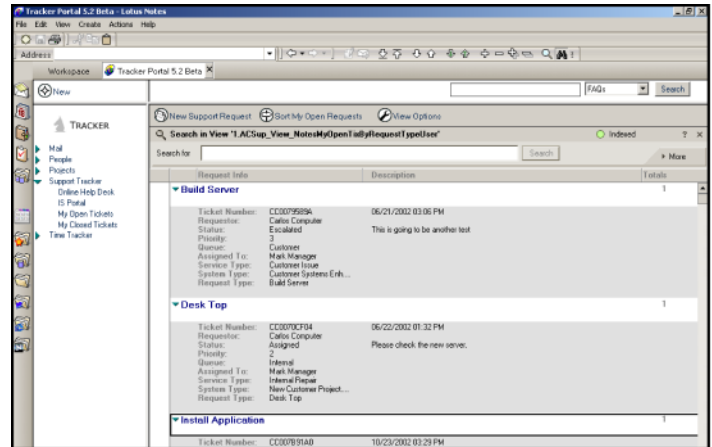 Tracker Portal 5.2 Beta - Lotus Notes
File Edit View Create Actions Help
Address
Workspace Tracker Portal 5.2 Beta
New FAQs Search
TRACKER
Mail
People
Projects
Support Tracker
Online Help Desk
IS Portal
My Open Tickets
My Closed Tickets
Time Tracker
New Support Request Sort My Open Requests View Options
Search in View '1.ACSup_View_NotesMyOpenTixByRequestTypeUser' Indexed ? ×
Search for Search More
Request Info Description Totals
Build Server 1
Ticket Number: CC0079589A 06/21/2002 03:06 PM
Requestor: Carlos Computer
Status: Escalated This is going to be another test
Priority: 3
Queue: Customer
Assigned To: Mark Manager
Service Type: Customer Issue
System Type: Customer Systems Enh...
Request Type: Build Server
Desk Top 1
Ticket Number: CC0070CF04 06/22/2002 01:32 PM
Requestor: Carlos Computer
Status: Assigned Please check the new server.
Priority: 2
Queue: Internal
Assigned To: Mark Manager
Service Type: Internal Repair
System Type: New Customer Project...
Request Type: Desk Top
Install Application 1
Ticket Number: CC007B91A0 10/23/2002 03:29 PM